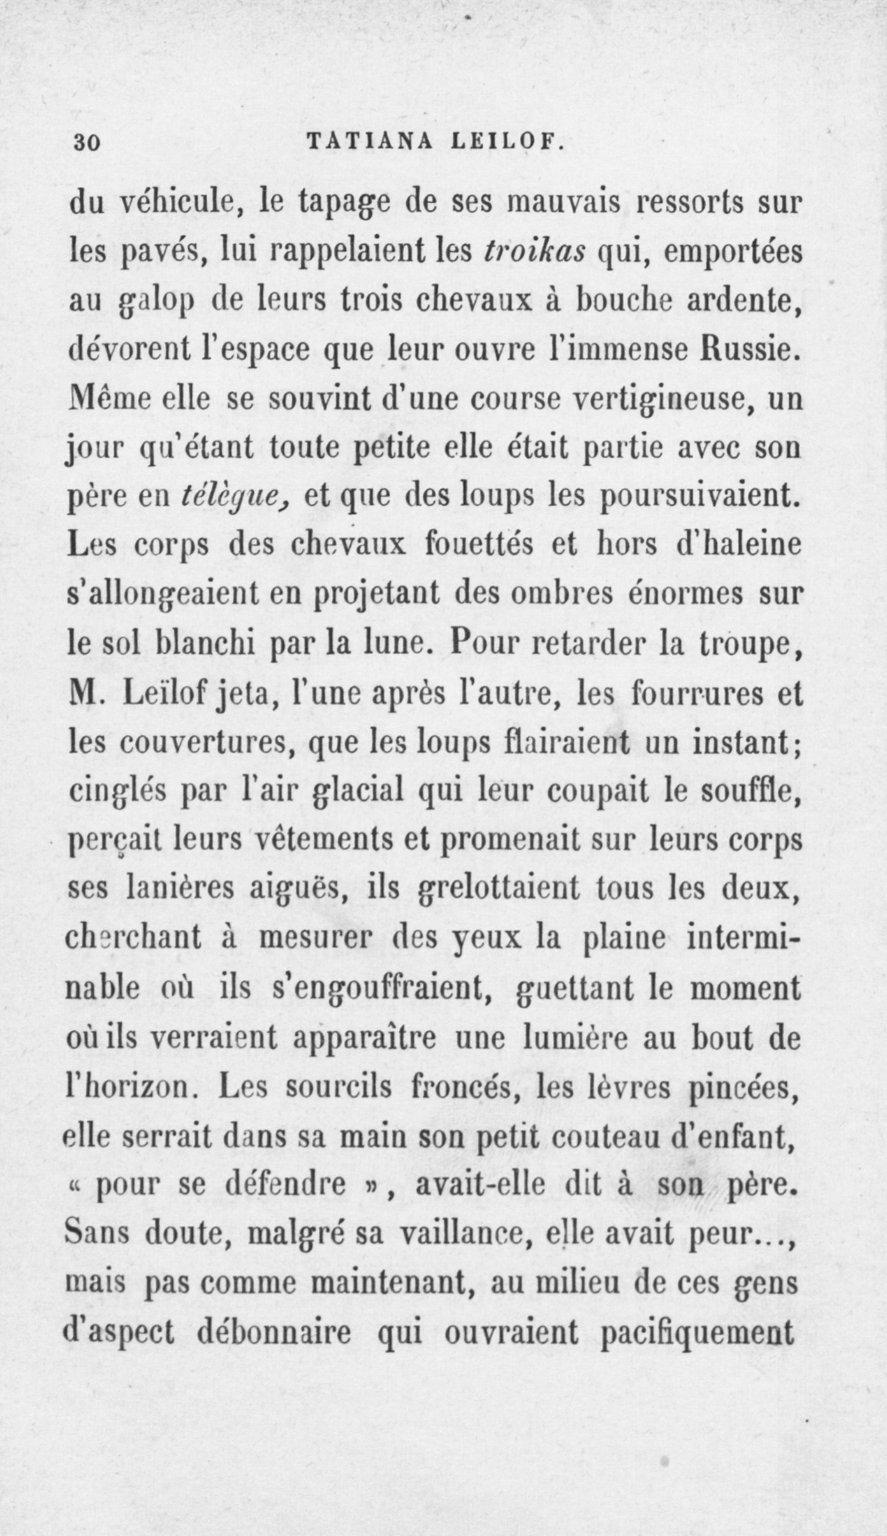 30 TATIANA LEILOF.
du véhicule, le tapage de ses mauvais ressorts sur
les pavés, lui rappelaient les troikas qui, emportées
au galop de leurs trois chevaux à bouche ardente,
dévorent l'espace que leur ouvre l'immense Russie.
Même elle se souvint d'une course vertigineuse, un
jour qu'étant toute petite elle était partie avec son
père en télègue, et que des loups les poursuivaient.
Les corps des chevaux fouettés et hors d'haleine
s'allongeaient en projetant des ombres énormes sur
le sol blanchi par la lune. Pour retarder la troupe,
M. Leïlof jeta, l'une après l'autre, les fourrures et
les couvertures, que les loups flairaient un instant;
cinglés par l'air glacial qui leur coupait le souffle,
perçait leurs vêtements et promenait sur leurs corps
ses lanières aiguës, ils grelottaient tous les deux,
cherchant à mesurer des yeux la plaine intermi-
nable où ils s'engouffraient, guettant le moment
où ils verraient apparaître une lumière au bout de
l'horizon. Les sourcils froncés, les lèvres pincées,
elle serrait dans sa main son petit couteau d'enfant,
« pour se défendre », avait-elle dit à son père.
Sans doute, malgré sa vaillance, elle avait peur...,
mais pas comme maintenant, au milieu de ces gens
d'aspect débonnaire qui ouvraient pacifiquement